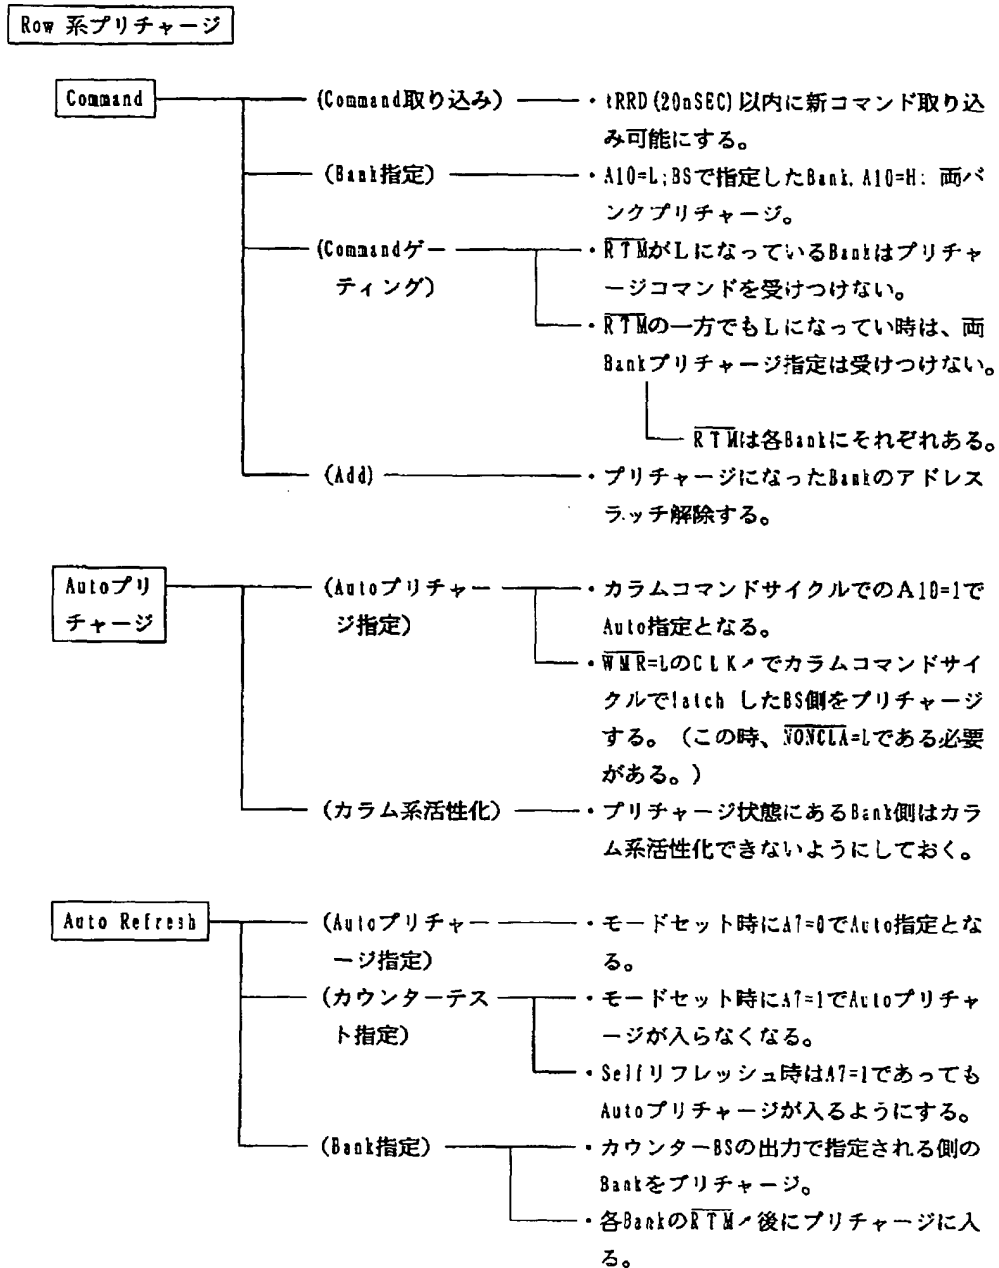 Row 系プリチャージ
Command
(Command取り込み)
・tRRD(20nSEC)以内に新コマンド取り込
み可能にする。
(Bank指定)
・A10=L;BSで指定したBank, A10=H: 両バ
ンクプリチャージ。
(Commandゲー
ティング)
・R̅T̅M̅がLになっているBankはプリチャ
ージコマンドを受けつけない。
・R̅T̅M̅の一方でもLになってい時は、両
Bankプリチャージ指定は受けつけない。
R̅T̅M̅は各Bankにそれぞれある。
(Add)
・プリチャージになったBankのアドレス
ラッチ解除する。
Autoプリ
チャージ
(Autoプリチャー
ジ指定)
・カラムコマンドサイクルでのA10=1で
Auto指定となる。
・W̅M̅R̅=LのCLK↗でカラムコマンドサイ
クルでlatch したBS側をプリチャージ
する。（この時、N̅O̅N̅C̅L̅A̅=Lである必要
がある。）
(カラム系活性化)
・プリチャージ状態にあるBank側はカラ
ム系活性化できないようにしておく。
Auto Refresh
(Autoプリチャー
ージ指定)
・モードセット時にA7=0でAuto指定とな
る。
(カウンターテス
ト指定)
・モードセット時にA7=1でAutoプリチャ
ージが入らなくなる。
・Selfリフレッシュ時はA7=1であっても
Autoプリチャージが入るようにする。
(Bank指定)
・カウンターBSの出力で指定される側の
Bankをプリチャージ。
・各BankのR̅T̅M̅↗後にプリチャージに入
る。